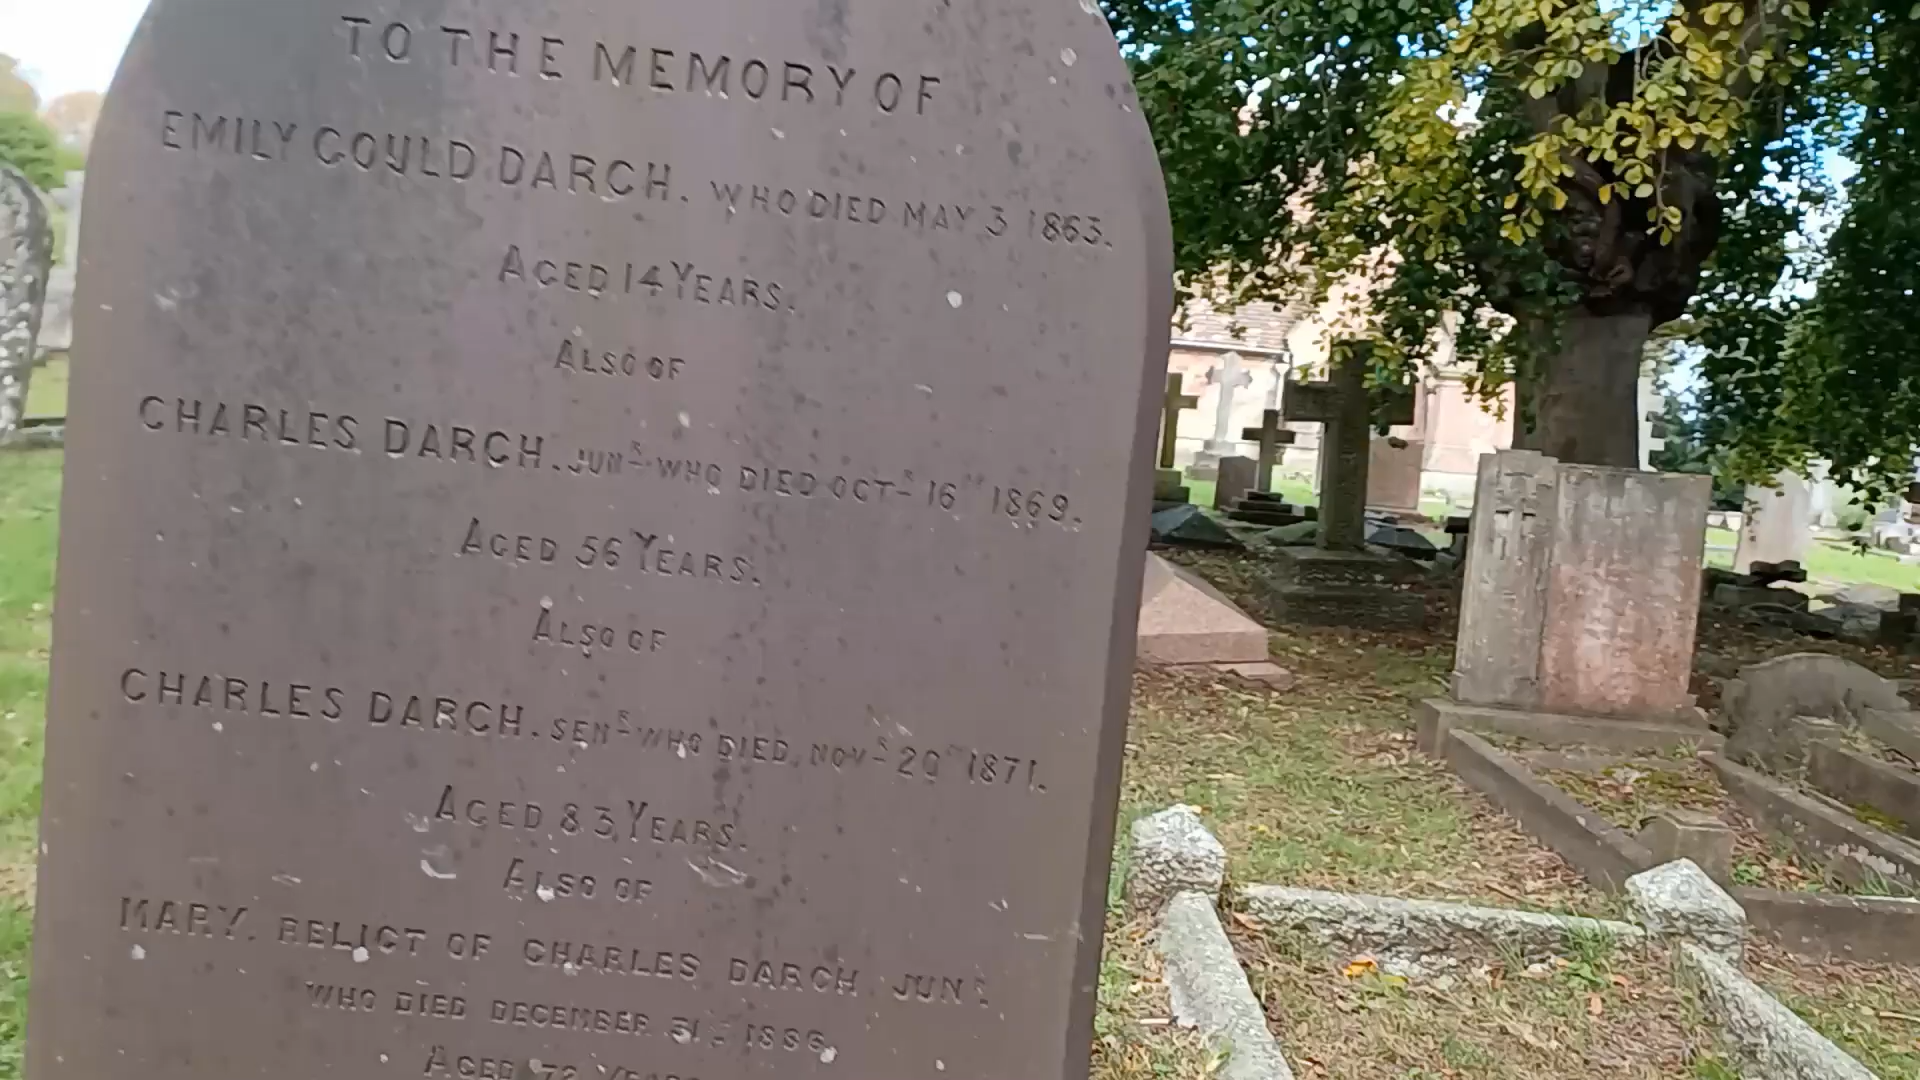 TO THE MEMORY OF
EMILY GOULD DARCH. WHO DIED MAY 3 1863.
AGED 14 YEARS.
ALSO OF
CHARLES DARCH. JUNR WHO DIED OCTR 16TH 1869.
AGED 56 YEARS.
ALSO OF
CHARLES DARCH. SENR WHO DIED, NOVR 20TH 1871.
AGED 83 YEARS.
ALSO OF
MARY. RELICT OF CHARLES DARCH JUNR
WHO DIED DECEMBER
AGED